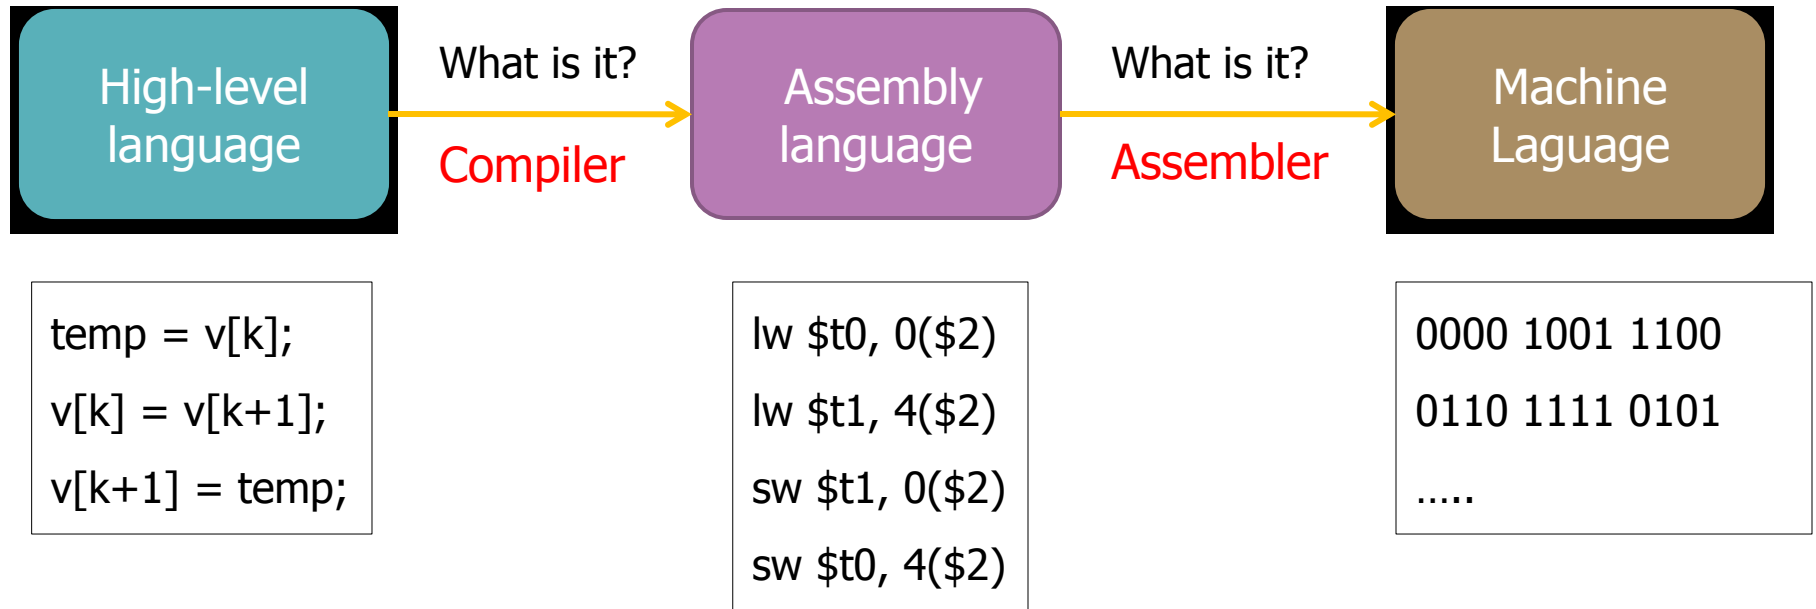 High-level
language
What is it?
Compiler
Assembly
language
What is it?
Assembler
Machine
Laguage
temp = v[k];
v[k] = v[k+1];
v[k+1] = temp;
lw $t0, 0($2)
lw $t1, 4($2)
sw $t1, 0($2)
sw $t0, 4($2)
0000 1001 1100
0110 1111 0101
…..